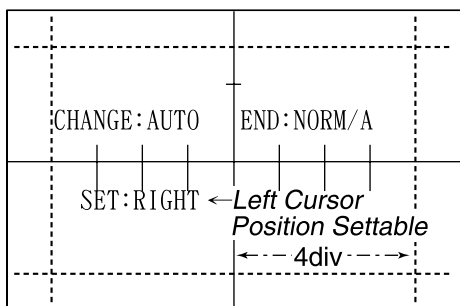 CHANGE:AUTO END:NORM/A
SET:RIGHT ←Left Cursor
Position Settable
4div